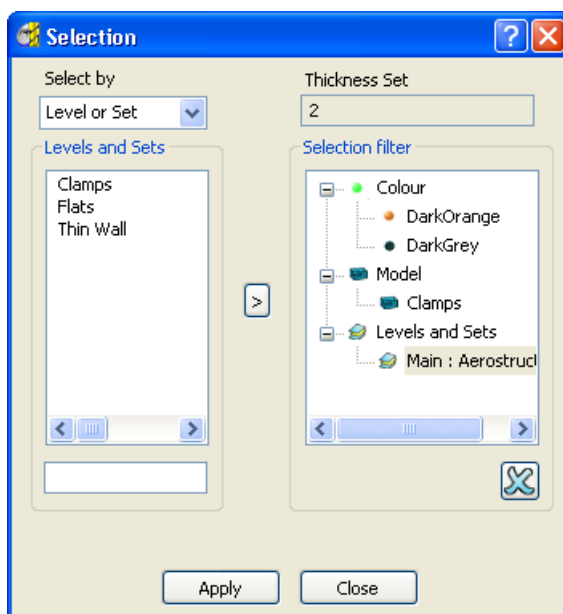 Selection
Select by
Thickness Set
Level or Set
2
Levels and Sets
Selection filter
Clamps
Flats
Thin Wall
Colour
DarkOrange
DarkGrey
Model
Clamps
Levels and Sets
Main : Aerostruct
>
Apply
Close